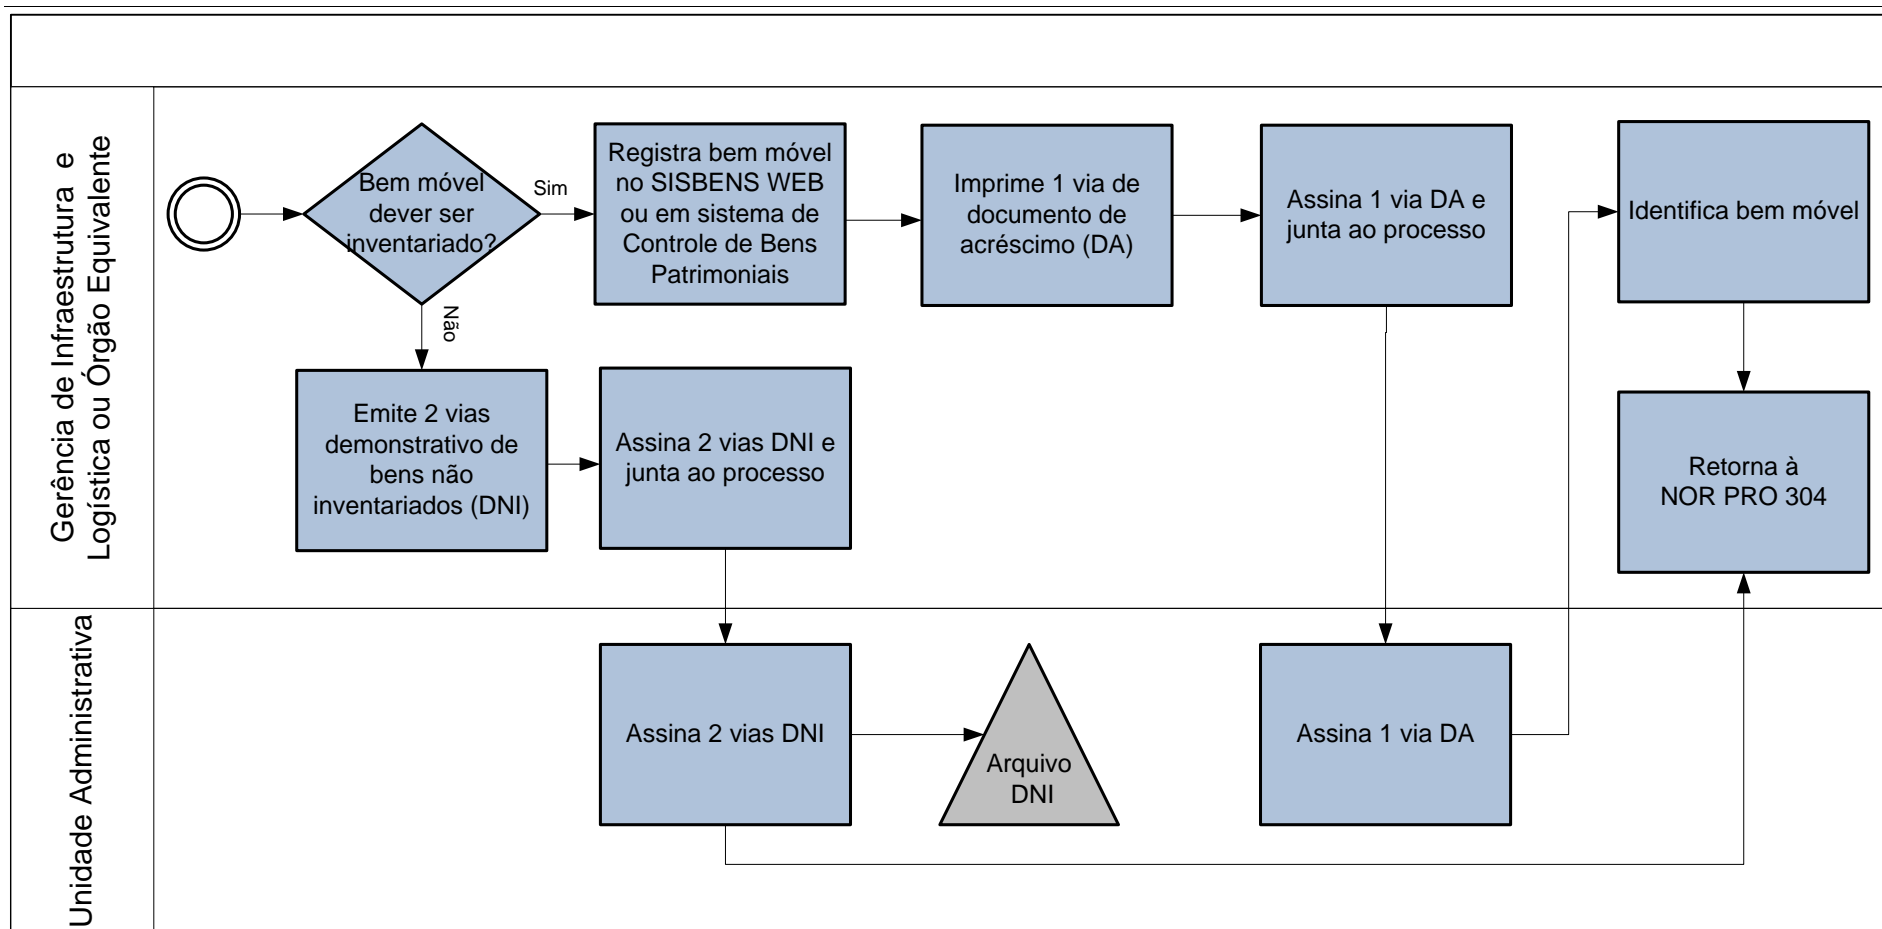 Gerência de Infraestrutura e
Logística ou Órgão Equivalente
Bem móvel
dever ser
inventariado?
Sim
Não
Registra bem móvel
no SISBENS WEB
ou em sistema de
Controle de Bens
Patrimoniais
Imprime 1 via de
documento de
acréscimo (DA)
Assina 1 via DA e
junta ao processo
Identifica bem móvel
Emite 2 vias
demonstrativo de
bens não
inventariados (DNI)
Assina 2 vias DNI e
junta ao processo
Retorna à
NOR PRO 304
Unidade Administrativa
Assina 2 vias DNI
Arquivo
DNI
Assina 1 via DA